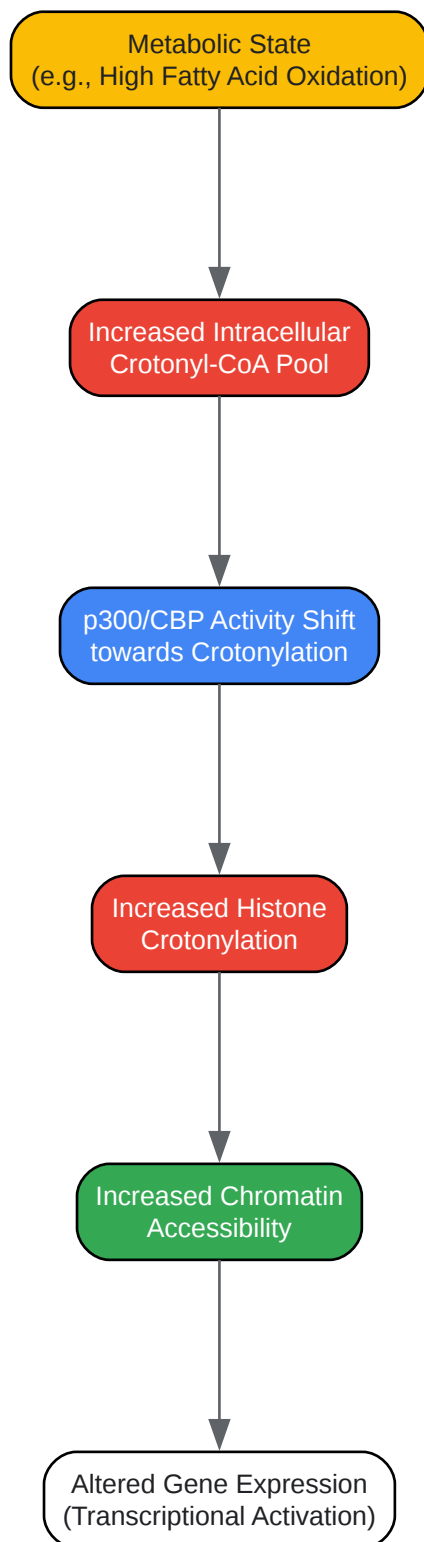 Metabolic State
(e.g., High Fatty Acid Oxidation)
Increased Intracellular
Crotonyl-CoA Pool
p300/CBP Activity Shift
towards Crotonylation
Increased Histone
Crotonylation
Increased Chromatin
Accessibility
Altered Gene Expression
(Transcriptional Activation)